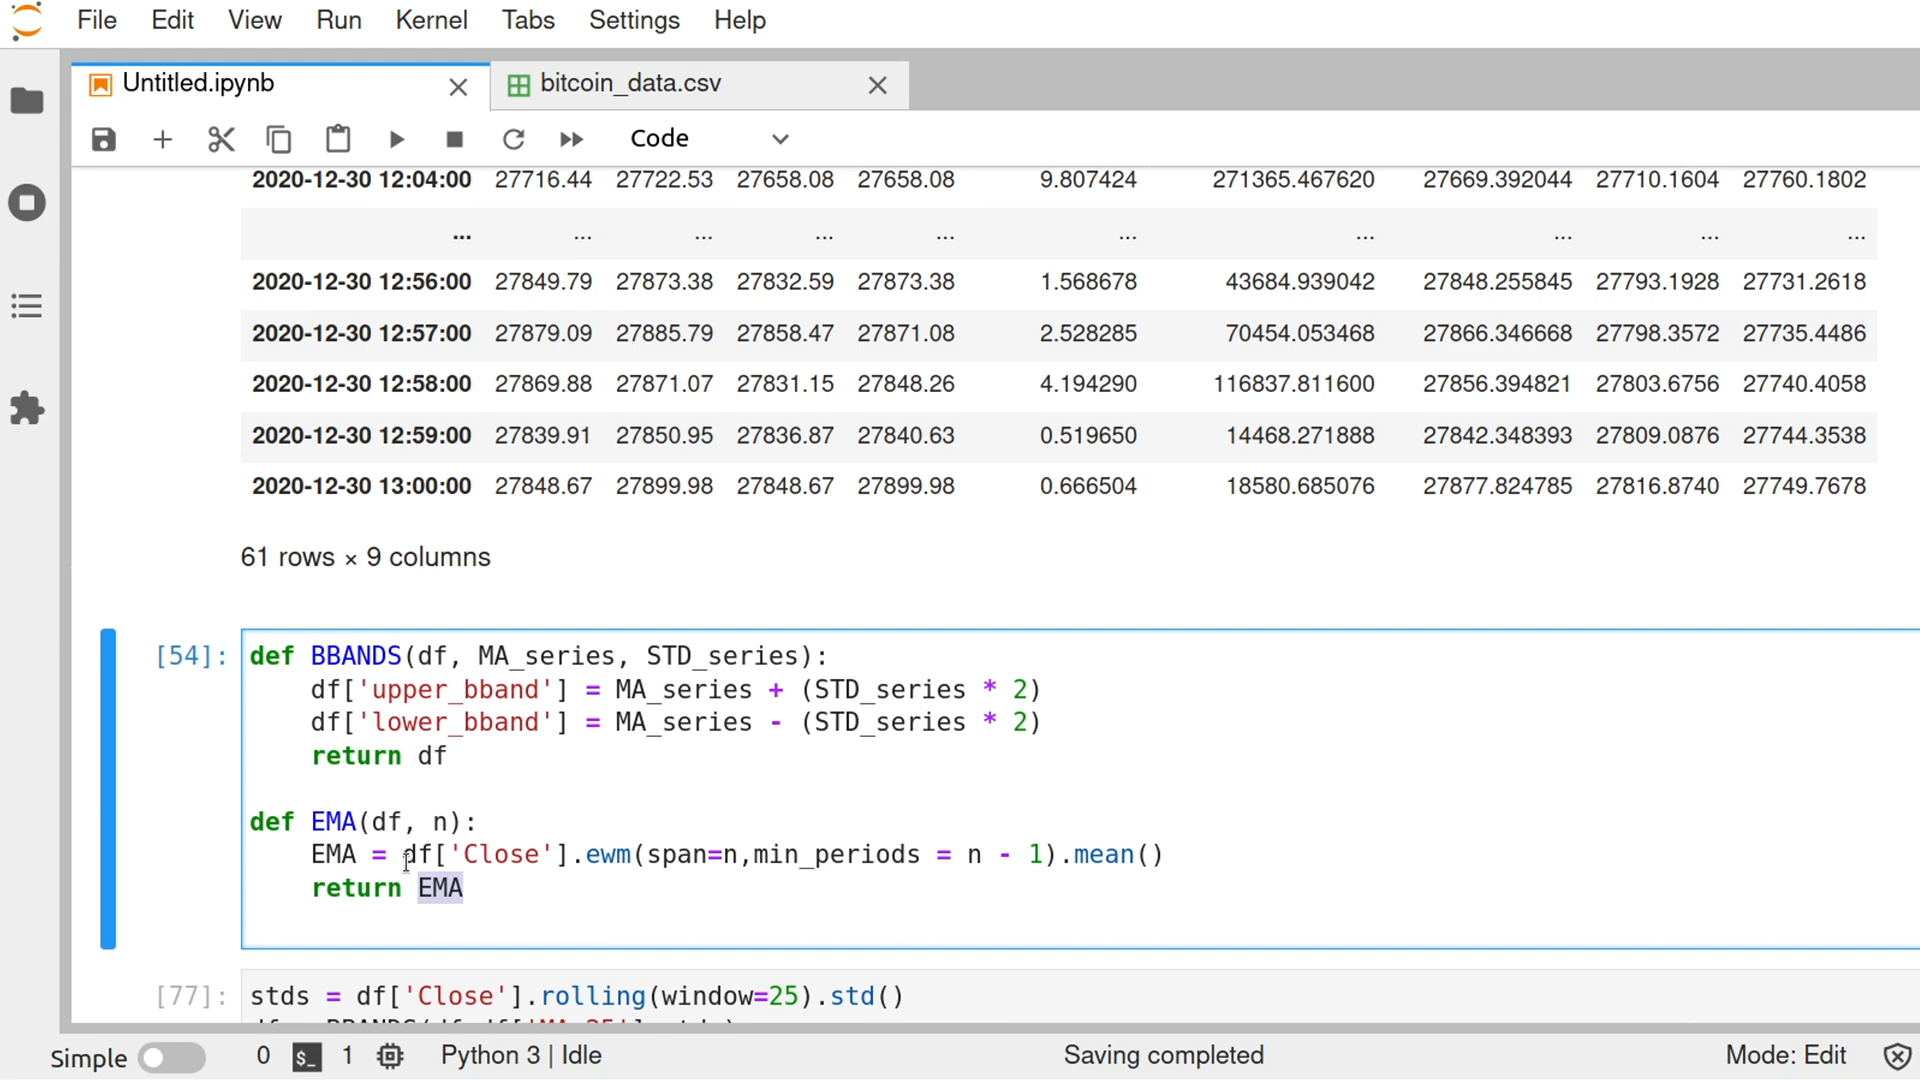 File Edit View Run Kernel Tabs Settings Help
Untitled.ipynb bitcoin_data.csv
Code
2020-12-30 12:04:00 27716.44 27722.53 27658.08 27658.08 9.807424 271365.467620 27669.392044 27710.1604 27760.1802
... ... ... ... ... ... ... ... ... ...
2020-12-30 12:56:00 27849.79 27873.38 27832.59 27873.38 1.568678 43684.939042 27848.255845 27793.1928 27731.2618
2020-12-30 12:57:00 27879.09 27885.79 27858.47 27871.08 2.528285 70454.053468 27866.346668 27798.3572 27735.4486
2020-12-30 12:58:00 27869.88 27871.07 27831.15 27848.26 4.194290 116837.811600 27856.394821 27803.6756 27740.4058
2020-12-30 12:59:00 27839.91 27850.95 27836.87 27840.63 0.519650 14468.271888 27842.348393 27809.0876 27744.3538
2020-12-30 13:00:00 27848.67 27899.98 27848.67 27899.98 0.666504 18580.685076 27877.824785 27816.8740 27749.7678
61 rows × 9 columns
[54]: def BBANDS(df, MA_series, STD_series):
df['upper_bband'] = MA_series + (STD_series * 2)
df['lower_bband'] = MA_series - (STD_series * 2)
return df
def EMA(df, n):
EMA = df['Close'].ewm(span=n,min_periods = n - 1).mean()
return EMA
[77]: stds = df['Close'].rolling(window=25).std()
Simple 0 $_ 1 Python 3 | Idle Saving completed Mode: Edit